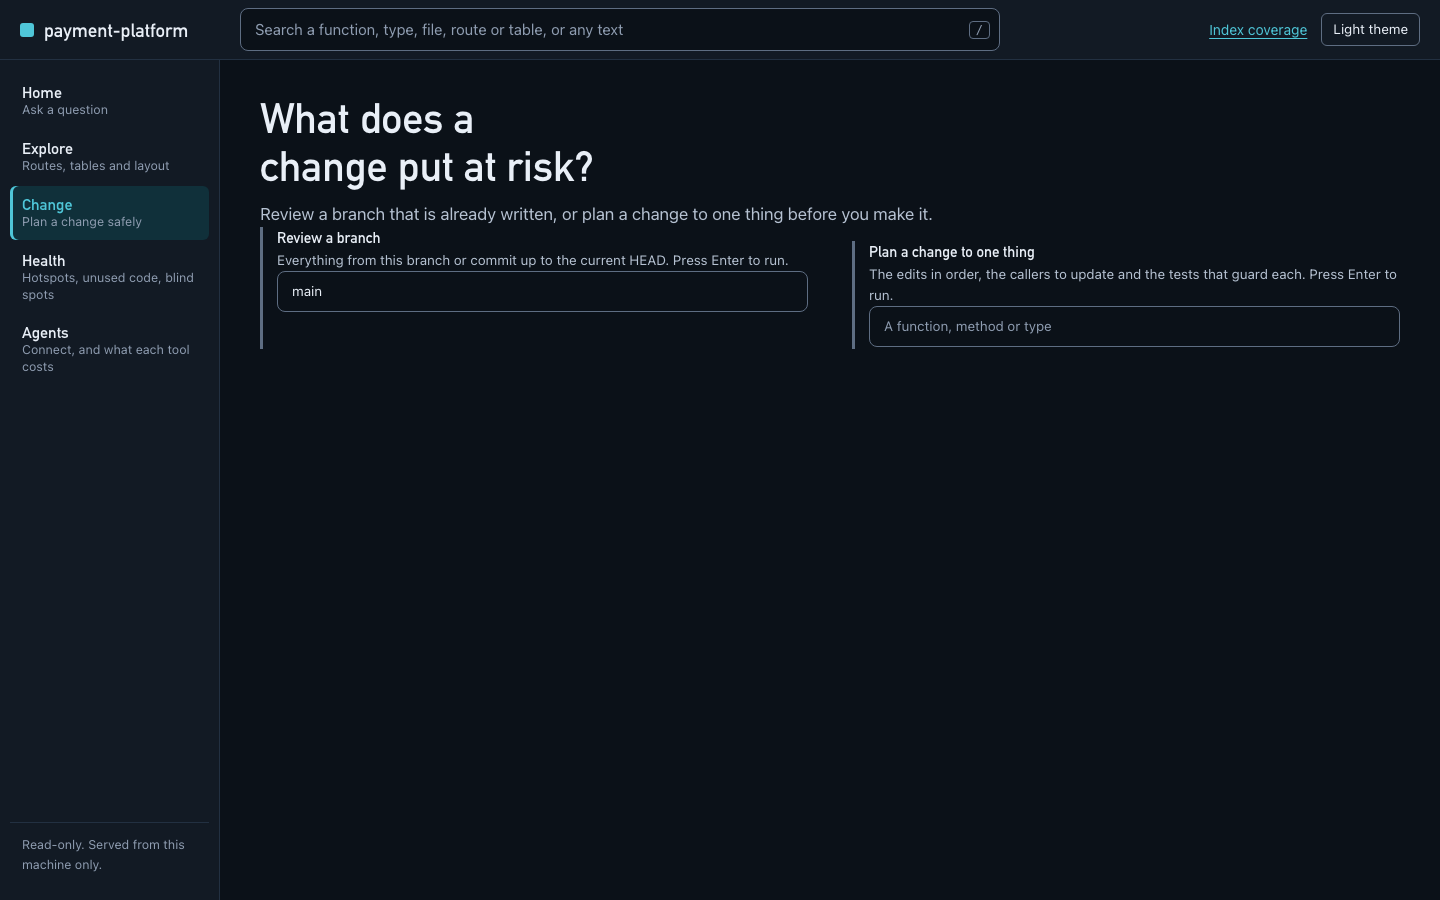 payment-platform
Search a function, type, file, route or table, or any text
/
Index coverage
Light theme
Home
Ask a question
Explore
Routes, tables and layout
Change
Plan a change safely
Health
Hotspots, unused code, blind
spots
Agents
Connect, and what each tool
costs
Read-only. Served from this
machine only.
What does a
change put at risk?
Review a branch that is already written, or plan a change to one thing before you make it.
Review a branch
Everything from this branch or commit up to the current HEAD. Press Enter to run.
main
Plan a change to one thing
The edits in order, the callers to update and the tests that guard each. Press Enter to
run.
A function, method or type